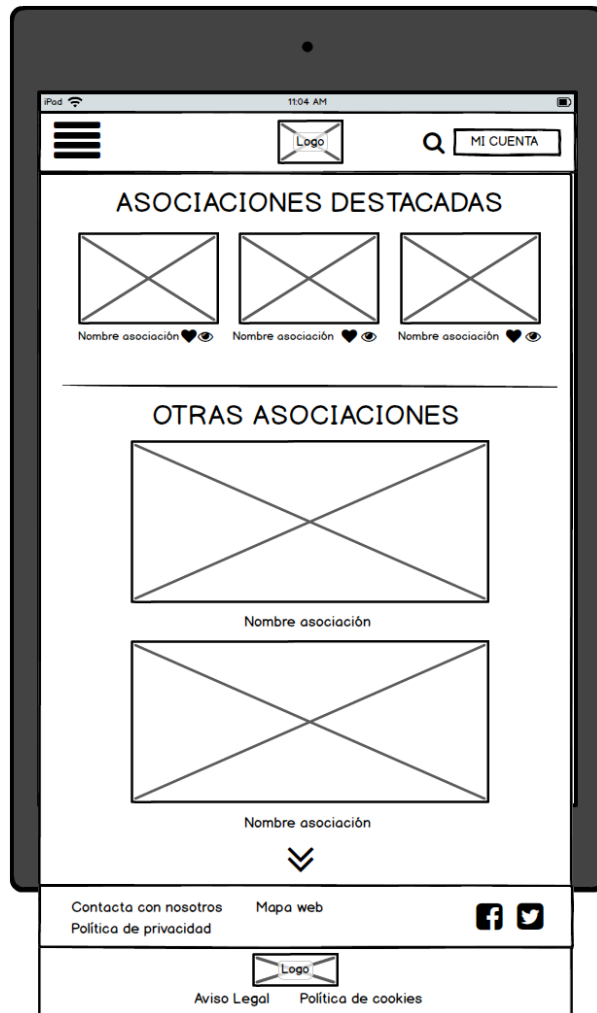 iPod 11:04 AM
Logo MI CUENTA
ASOCIACIONES DESTACADAS
Nombre asociación Nombre asociación Nombre asociación
OTRAS ASOCIACIONES
Nombre asociación
Nombre asociación
Contacta con nosotros Mapa web
Política de privacidad
Logo
Aviso Legal Política de cookies